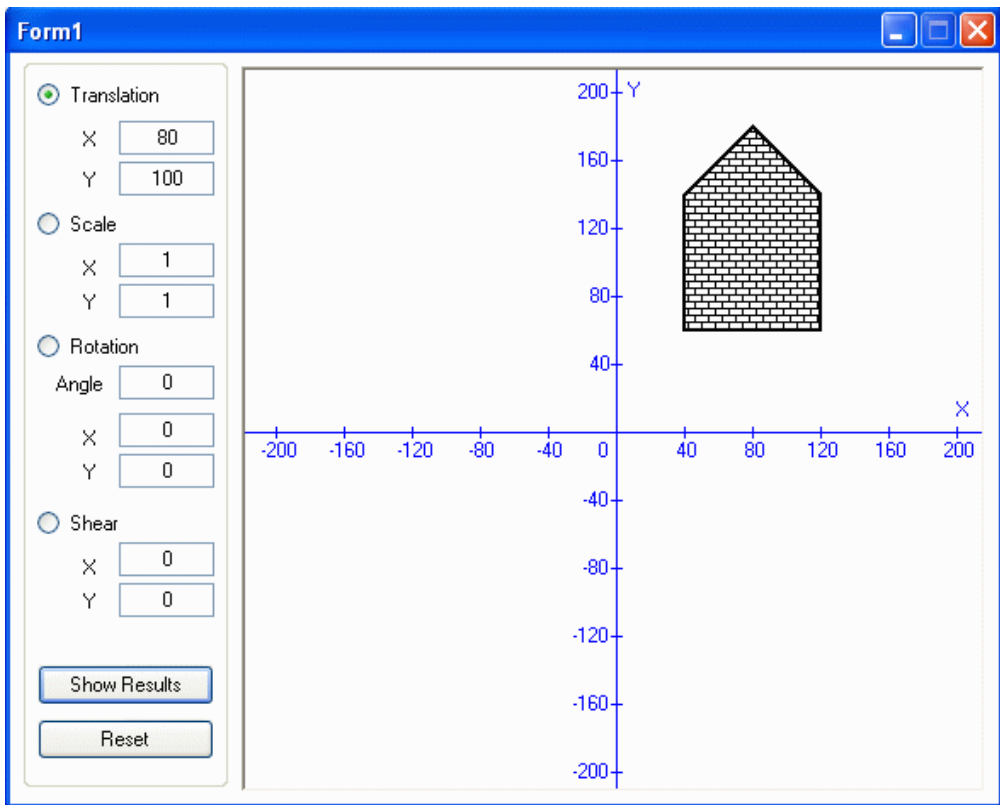 Form1
Translation
X 80
Y 100
Scale
X 1
Y 1
Rotation
Angle 0
X 0
Y 0
Shear
X 0
Y 0
Show Results
Reset
200 Y
160
120
80
40
X
-200 -160 -120 -80 -40 0 40 80 120 160 200
-40
-80
-120
-160
-200